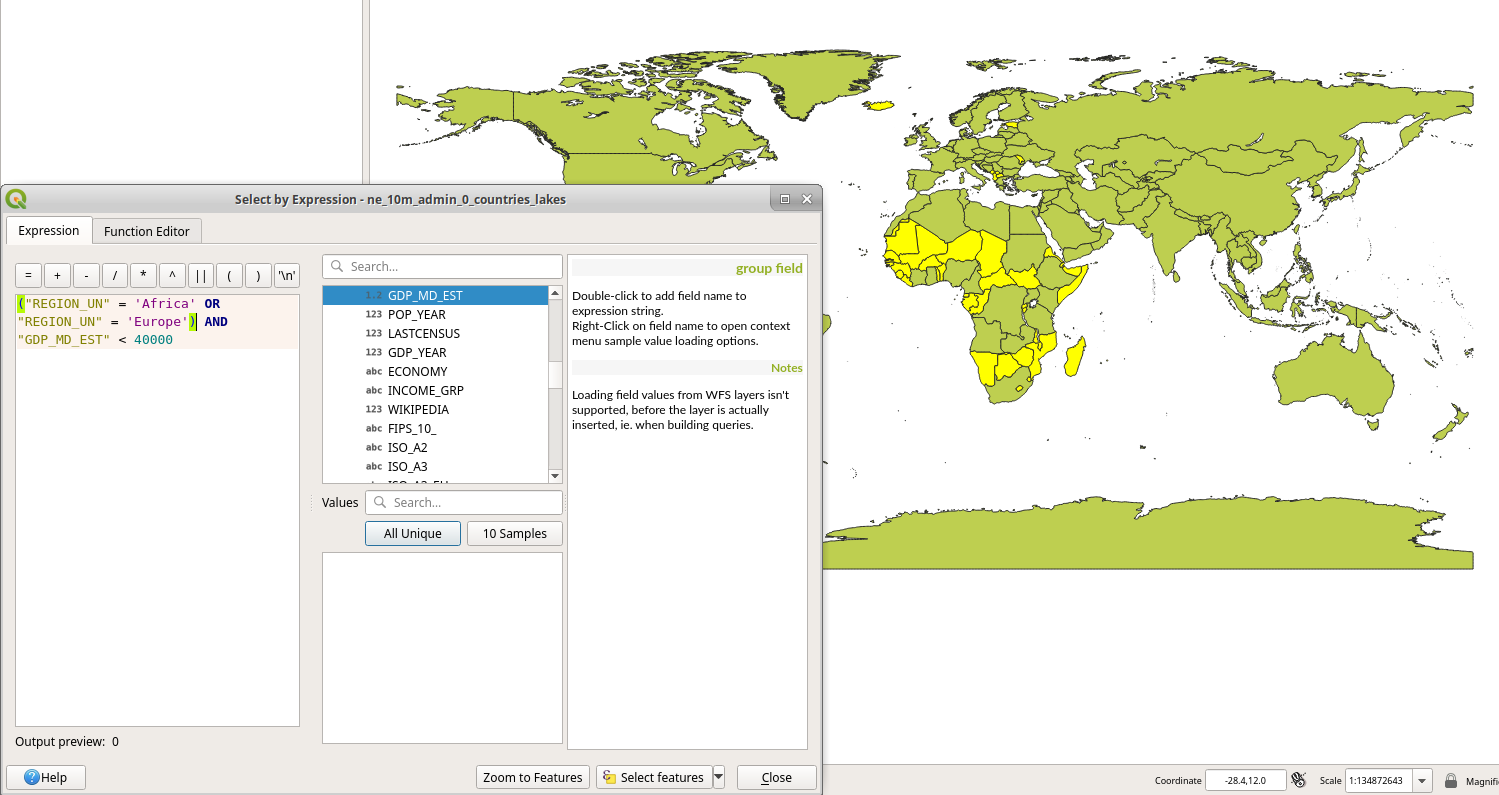 Select by Expression - ne_10m_admin_0_countries_lakes
Expression
Function Editor
= + - / * ^ || ( ) '\n'
("REGION_UN" = 'Africa' OR
"REGION_UN" = 'Europe') AND
"GDP_MD_EST" < 40000
Output preview: 0
Help
Search...
1.2 GDP_MD_EST
123 POP_YEAR
123 LASTCENSUS
123 GDP_YEAR
abc ECONOMY
abc INCOME_GRP
123 WIKIPEDIA
abc FIPS_10_
abc ISO_A2
abc ISO_A3
Values
Search...
All Unique
10 Samples
group field
Double-click to add field name to
expression string.
Right-Click on field name to open context
menu sample value loading options.
Notes
Loading field values from WFS layers isn't
supported, before the layer is actually
inserted, ie. when building queries.
Zoom to Features
Select features
Close
Coordinate -28.4,12.0 Scale 1:134872643